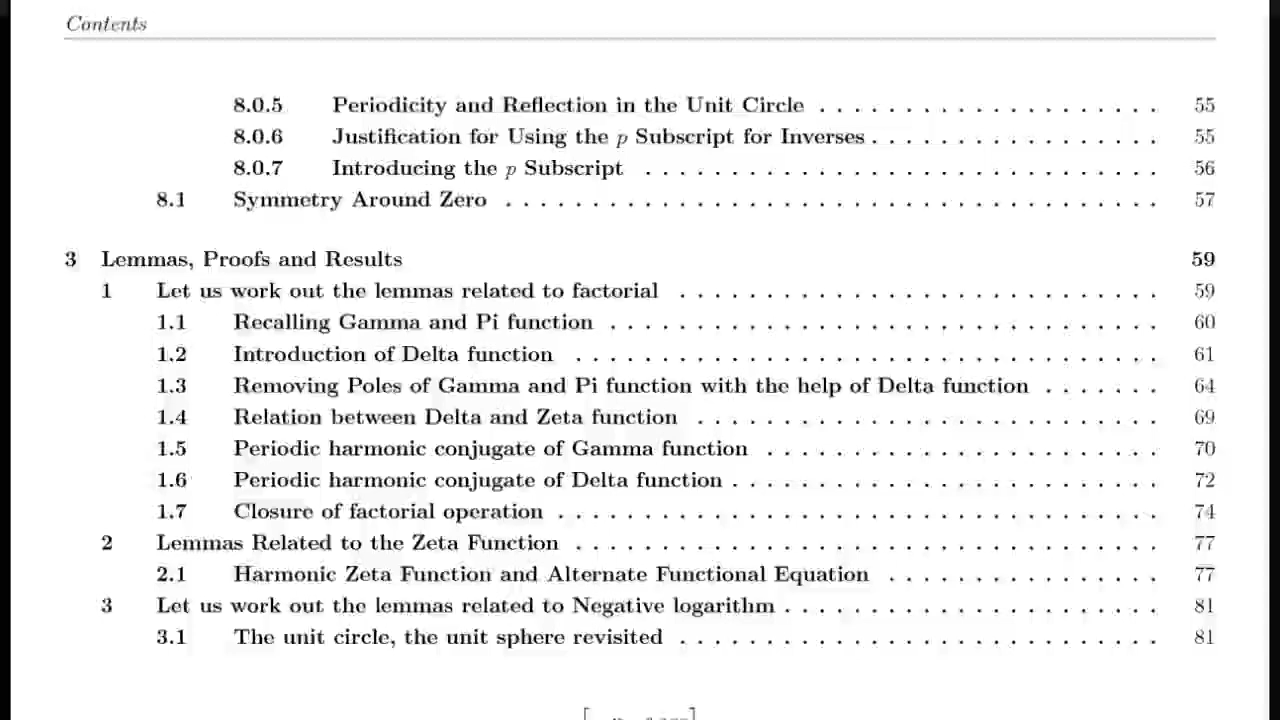 Contents
8.0.5 Periodicity and Reflection in the Unit Circle . . . . . . . . . . . . . . . . . . . . 55
8.0.6 Justification for Using the p Subscript for Inverses . . . . . . . . . . . . . . . . . 55
8.0.7 Introducing the p Subscript . . . . . . . . . . . . . . . . . . . . . . . . . . . . . . 56
8.1 Symmetry Around Zero . . . . . . . . . . . . . . . . . . . . . . . . . . . . . . . . . . . . . . 57
3 Lemmas, Proofs and Results 59
1 Let us work out the lemmas related to factorial . . . . . . . . . . . . . . . . . . . . . . . . . . . . 59
1.1 Recalling Gamma and Pi function . . . . . . . . . . . . . . . . . . . . . . . . . . . . . . . . 60
1.2 Introduction of Delta function . . . . . . . . . . . . . . . . . . . . . . . . . . . . . . . . . . 61
1.3 Removing Poles of Gamma and Pi function with the help of Delta function . . . . . . . 64
1.4 Relation between Delta and Zeta function . . . . . . . . . . . . . . . . . . . . . . . . . . . 69
1.5 Periodic harmonic conjugate of Gamma function . . . . . . . . . . . . . . . . . . . . . . . 70
1.6 Periodic harmonic conjugate of Delta function . . . . . . . . . . . . . . . . . . . . . . . . . 72
1.7 Closure of factorial operation . . . . . . . . . . . . . . . . . . . . . . . . . . . . . . . . . . . 74
2 Lemmas Related to the Zeta Function . . . . . . . . . . . . . . . . . . . . . . . . . . . . . . . . . . 77
2.1 Harmonic Zeta Function and Alternate Functional Equation . . . . . . . . . . . . . . . . 77
3 Let us work out the lemmas related to Negative logarithm . . . . . . . . . . . . . . . . . . . . . . 81
3.1 The unit circle, the unit sphere revisited . . . . . . . . . . . . . . . . . . . . . . . . . . . . 81